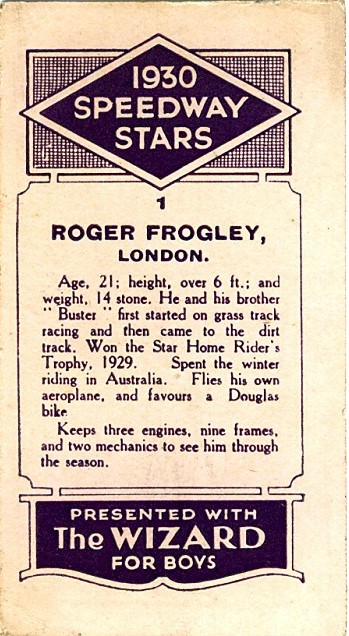 1930
SPEEDWAY
STARS
1
ROGER FROGLEY,
LONDON.
Age, 21; height, over 6 ft.; and
weight, 14 stone. He and his brother
"Buster" first started on grass track
racing and then came to the dirt
track. Won the Star Home Rider's
Trophy, 1929. Spent the winter
riding in Australia. Flies his own
aeroplane, and favours a Douglas
bike.
Keeps three engines, nine frames,
and two mechanics to see him through
the season.
PRESENTED WITH
The WIZARD
FOR BOYS